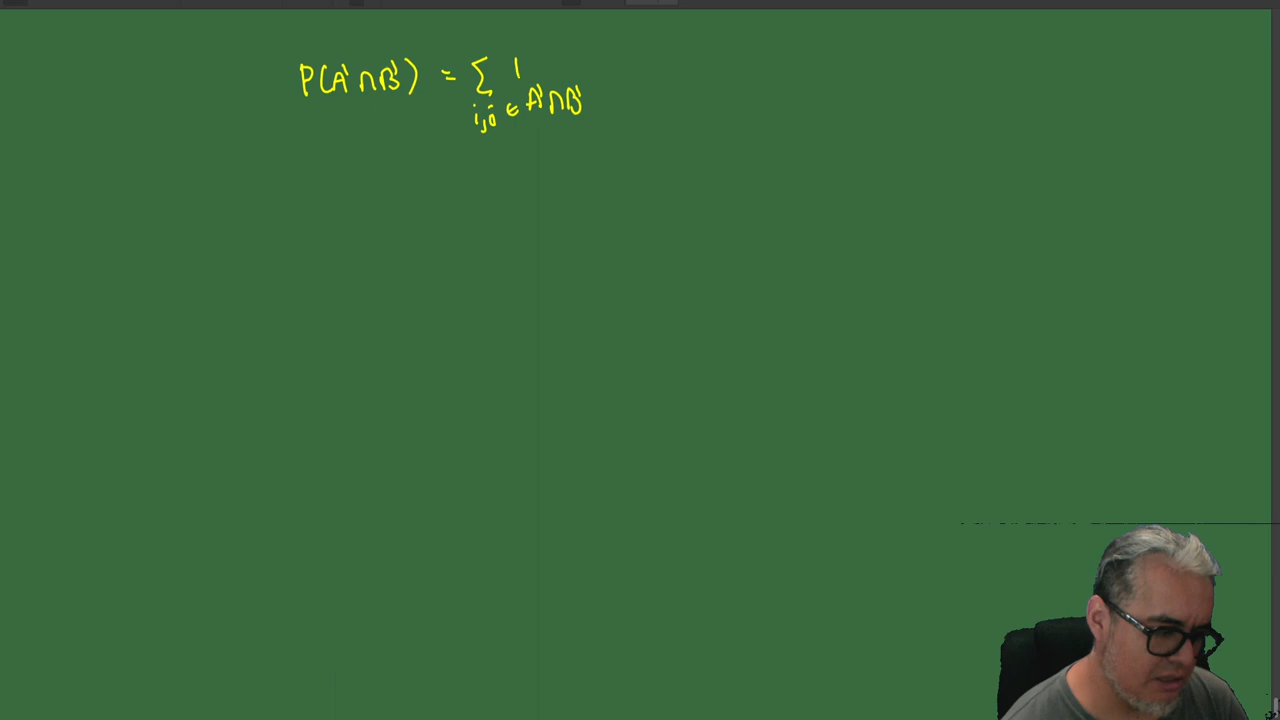 P(A'∩B') = ∑ 1
i,j ∈ A'∩B'